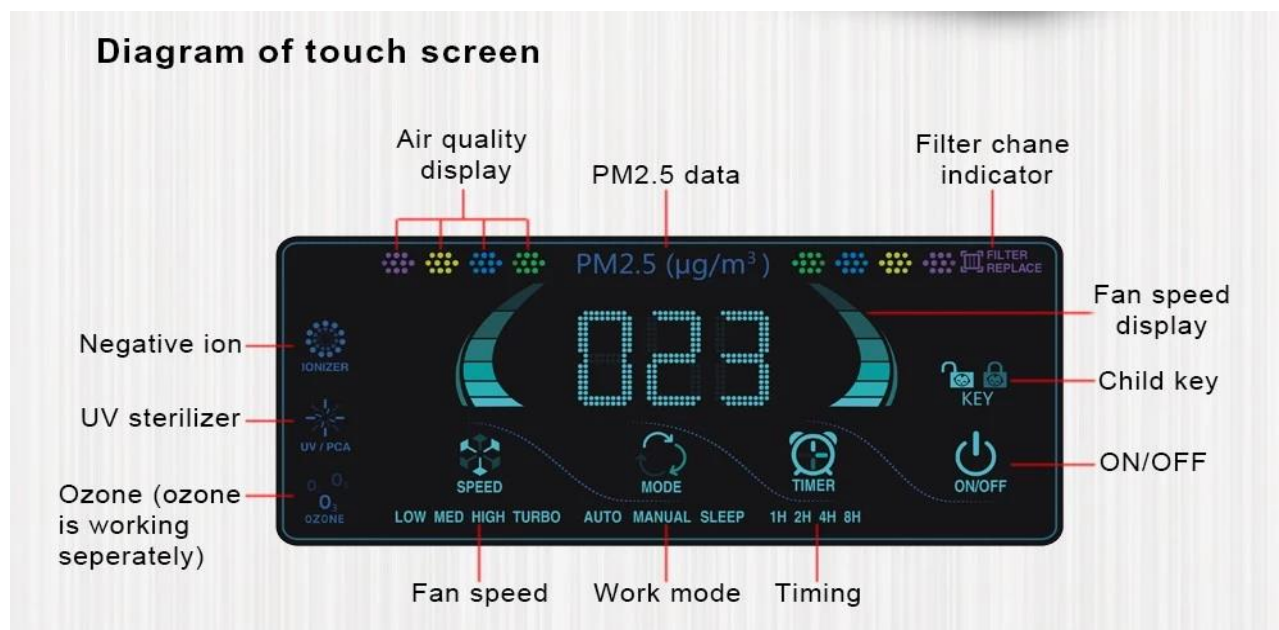 Diagram of touch screen
Air quality
display
PM2.5 data
Filter chane
indicator
PM2.5 (μg/m³)
FILTER
REPLACE
Fan speed
display
023
Negative ion
IONIZER
Child key
KEY
UV sterilizer
UV / PCA
SPEED
MODE
TIMER
ON/OFF
ON/OFF
Ozone (ozone
is working
seperately)
O₃
OZONE
LOW MED HIGH TURBO
AUTO MANUAL SLEEP
1H 2H 4H 8H
Fan speed
Work mode
Timing